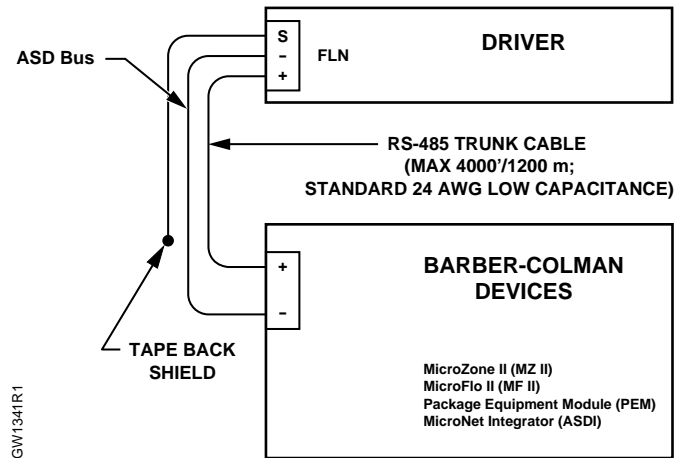 S
–
+
FLN
DRIVER
ASD Bus
RS-485 TRUNK CABLE
(MAX 4000’/1200 m;
STANDARD 24 AWG LOW CAPACITANCE)
+
–
BARBER-COLMAN
DEVICES
TAPE BACK
SHIELD
MicroZone II (MZ II)
MicroFlo II (MF II)
Package Equipment Module (PEM)
MicroNet Integrator (ASDI)
GW1341R1